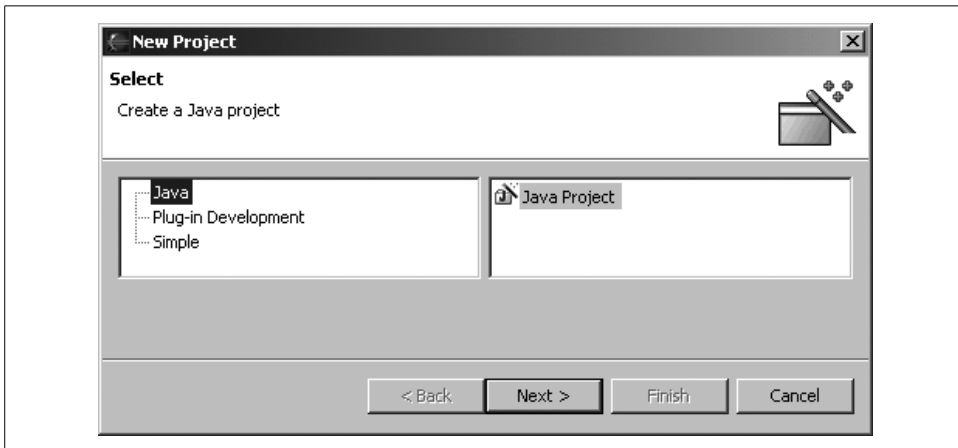 New Project
Select
Create a Java project
Java
Plug-in Development
Simple
Java Project
< Back
Next >
Finish
Cancel